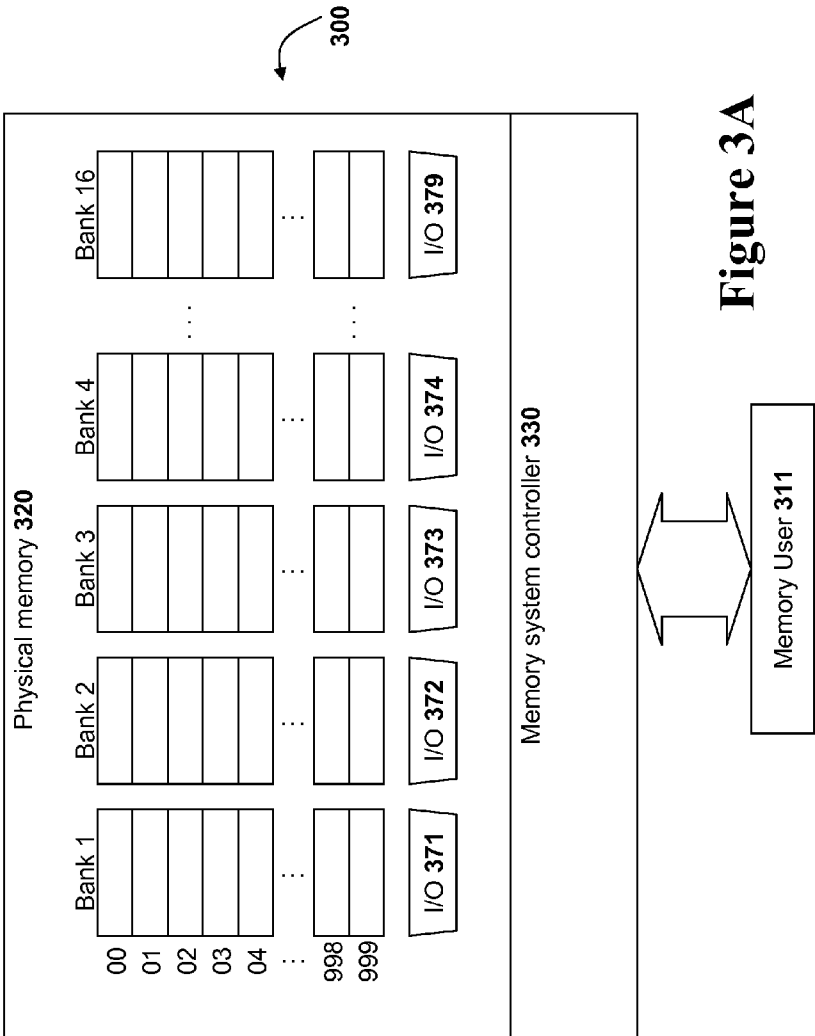 Physical memory 320
Bank 1 Bank 2 Bank 3 Bank 4 Bank 16
00
01
02
03
04
... ... ... ... ... ...
998
999
I/O 371 I/O 372 I/O 373 I/O 374 I/O 379
Memory system controller 330
Memory User 311
300
Figure 3A